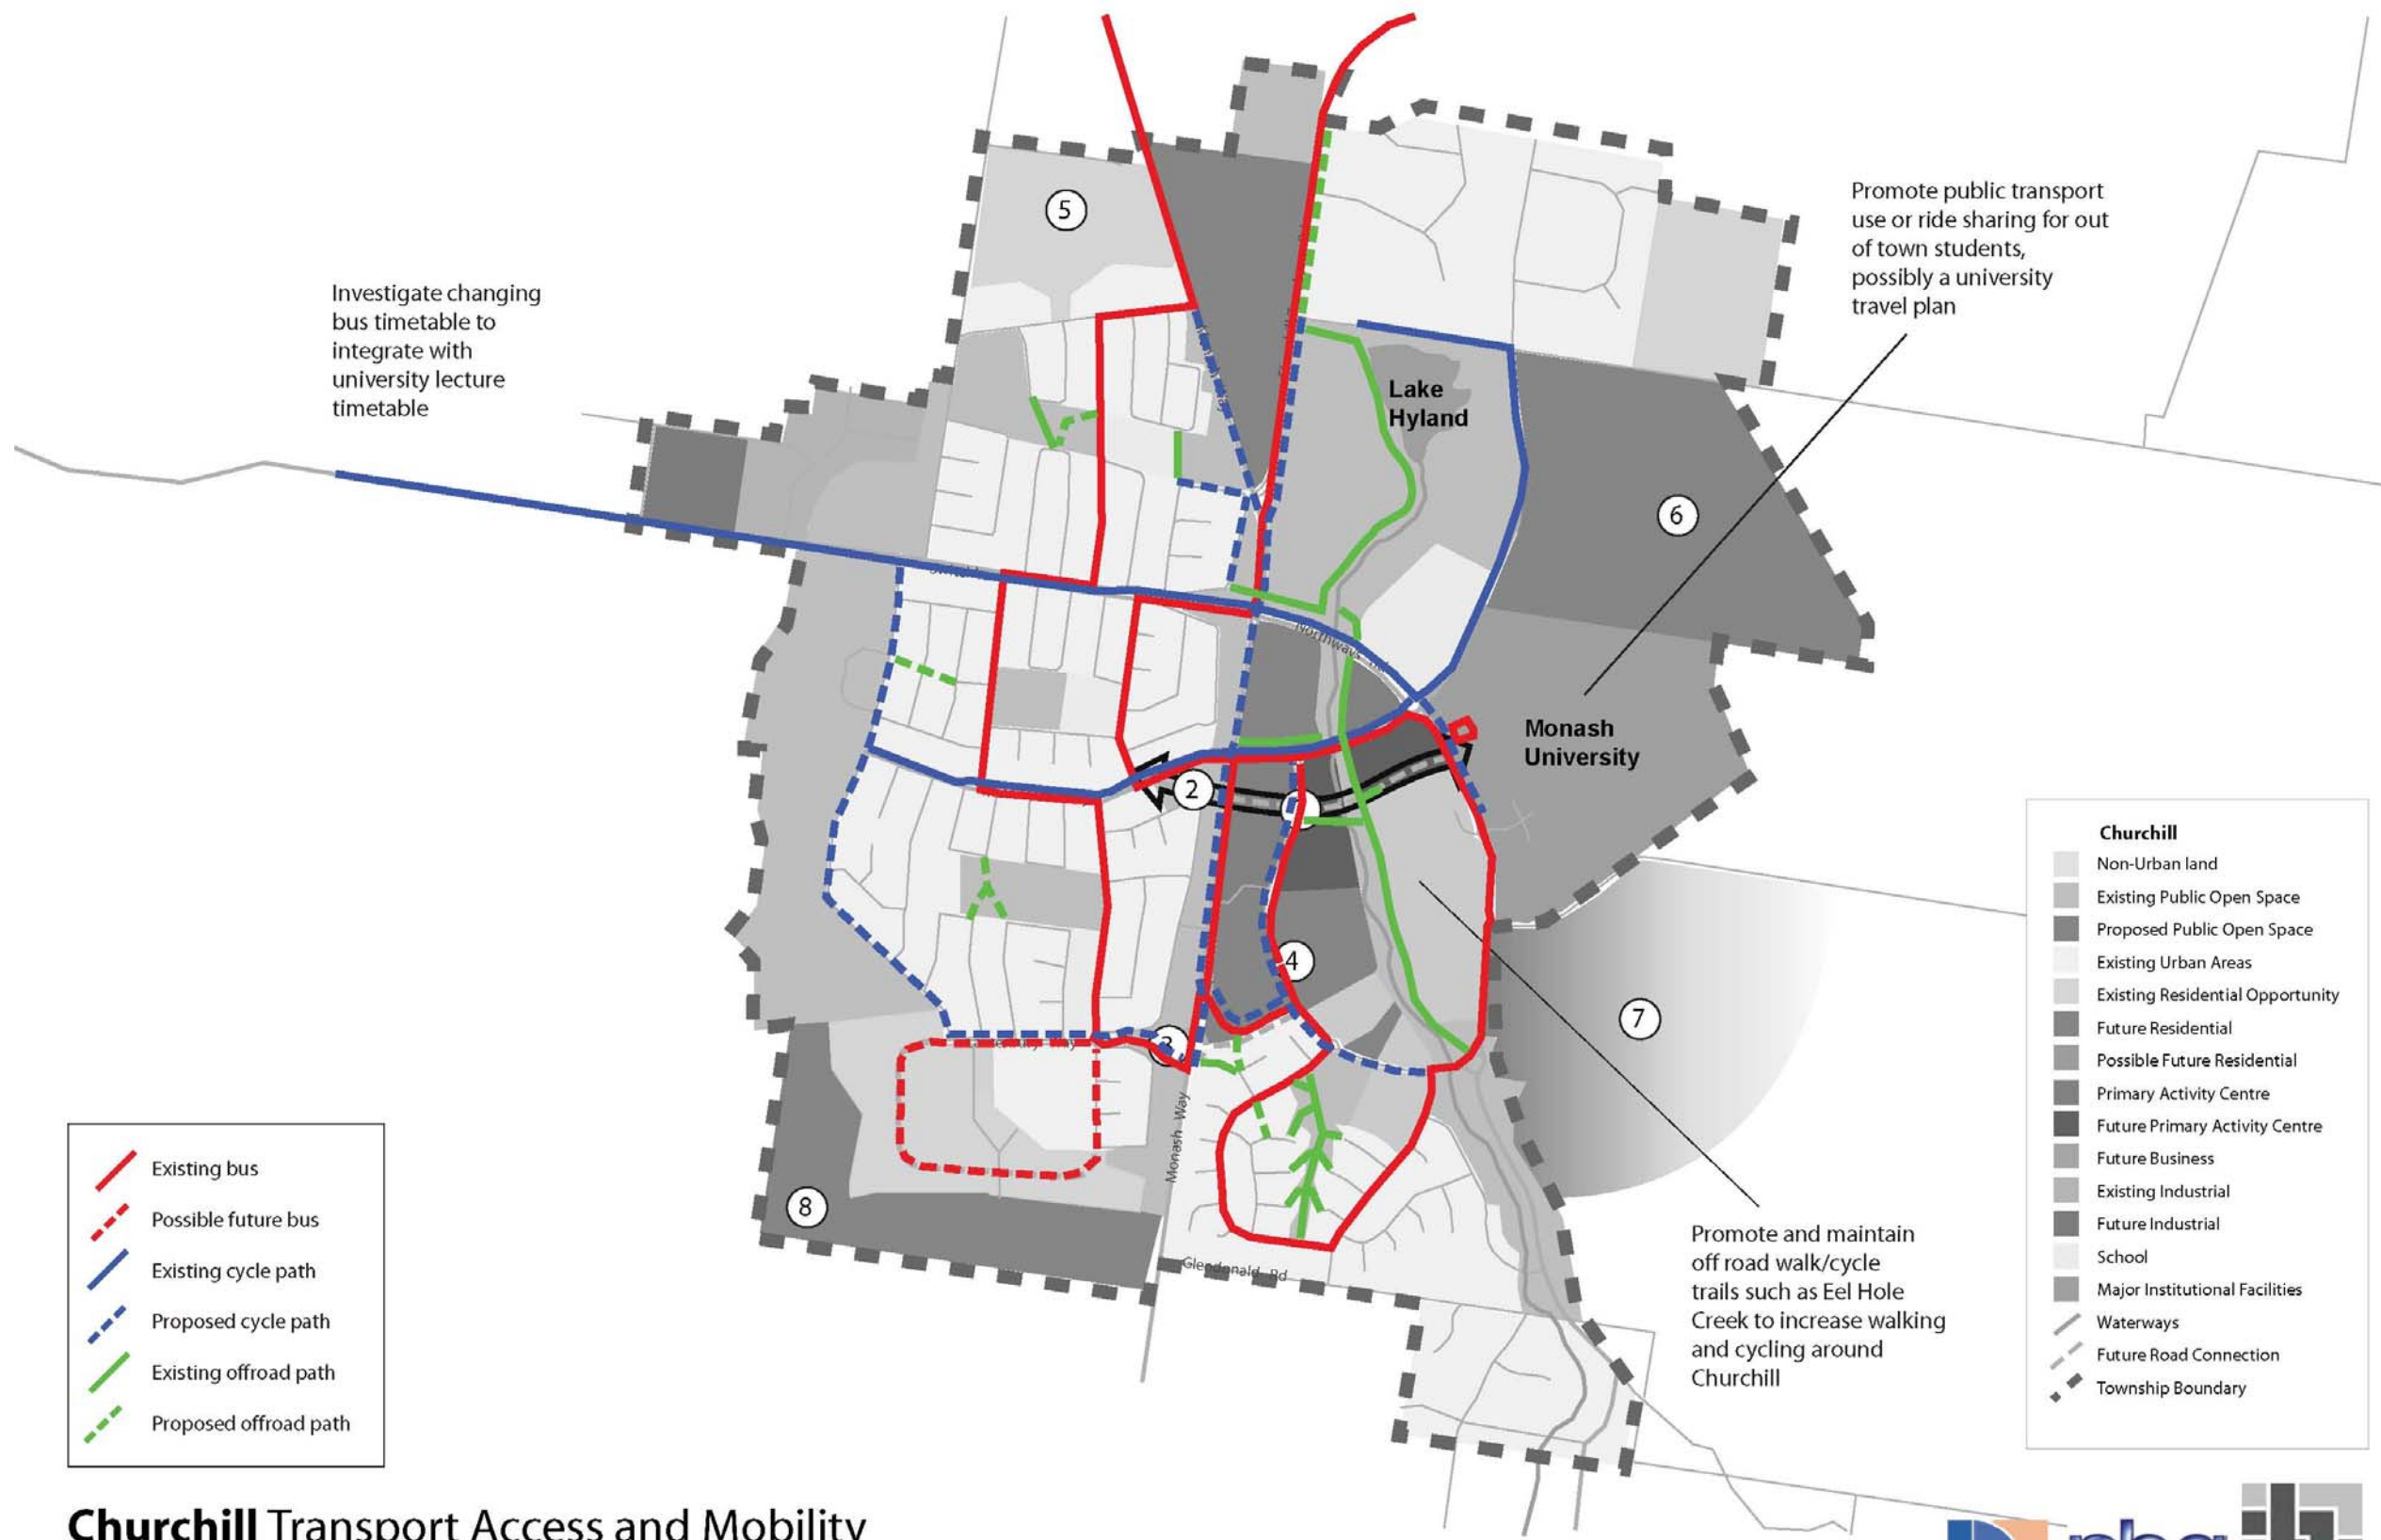 Promote public transport
use or ride sharing for out
of town students,
possibly a university
travel plan
Investigate changing
bus timetable to
integrate with
university lecture
timetable
5
Lake
Hyland
6
Northways Rd
Monash
University
2
4
3
7
8
Monash Way
Glendonald Rd
Promote and maintain
off road walk/cycle
trails such as Eel Hole
Creek to increase walking
and cycling around
Churchill
Existing bus
Possible future bus
Existing cycle path
Proposed cycle path
Existing offroad path
Proposed offroad path
Churchill
Non-Urban land
Existing Public Open Space
Proposed Public Open Space
Existing Urban Areas
Existing Residential Opportunity
Future Residential
Possible Future Residential
Primary Activity Centre
Future Primary Activity Centre
Future Business
Existing Industrial
Future Industrial
School
Major Institutional Facilities
Waterways
Future Road Connection
Township Boundary
Churchill Transport Access and Mobility